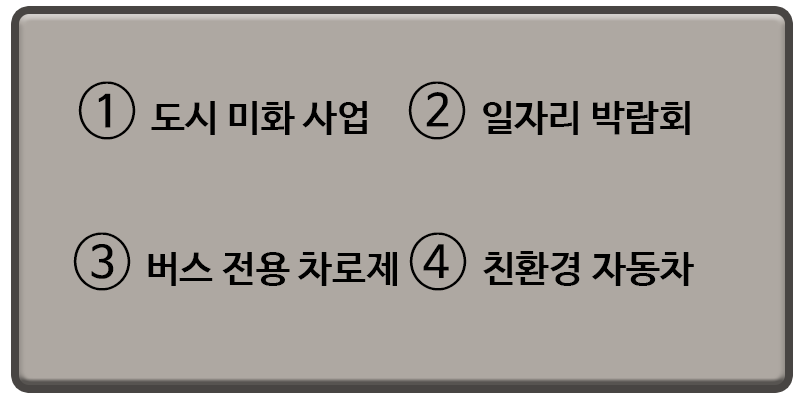 ① 도시 미화 사업 ② 일자리 박람회
③ 버스 전용 차로제 ④ 친환경 자동차